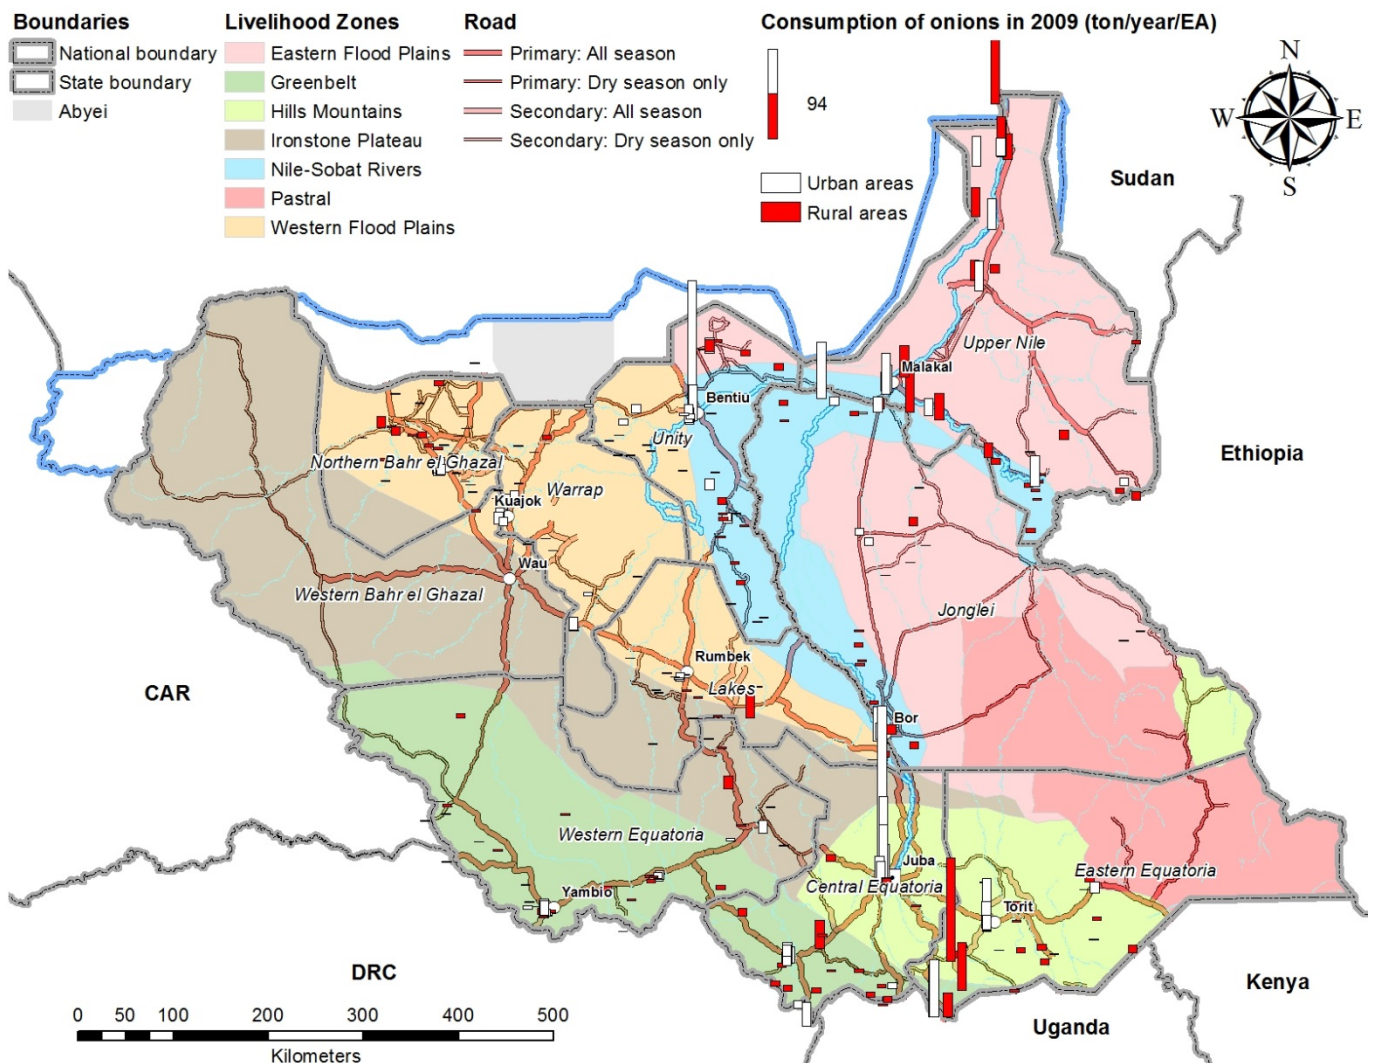 Boundaries
National boundary
State boundary
Abyei
Livelihood Zones
Eastern Flood Plains
Greenbelt
Hills Mountains
Ironstone Plateau
Nile-Sobat Rivers
Pastral
Western Flood Plains
Road
Primary: All season
Primary: Dry season only
Secondary: All season
Secondary: Dry season only
Consumption of onions in 2009 (ton/year/EA)
94
Urban areas
Rural areas
N
W E
S
Sudan
Upper Nile
Malakal
Bentiu
Unity
Ethiopia
Northern Bahr el Ghazal
Warrap
Kuajok
Wau
Western Bahr el Ghazal
Jonglei
Rumbek
Lakes
CAR
Bor
Western Equatoria
Juba
Central Equatoria
Eastern Equatoria
Yambio
Torit
DRC
Kenya
Uganda
0 50 100 200 300 400 500
Kilometers